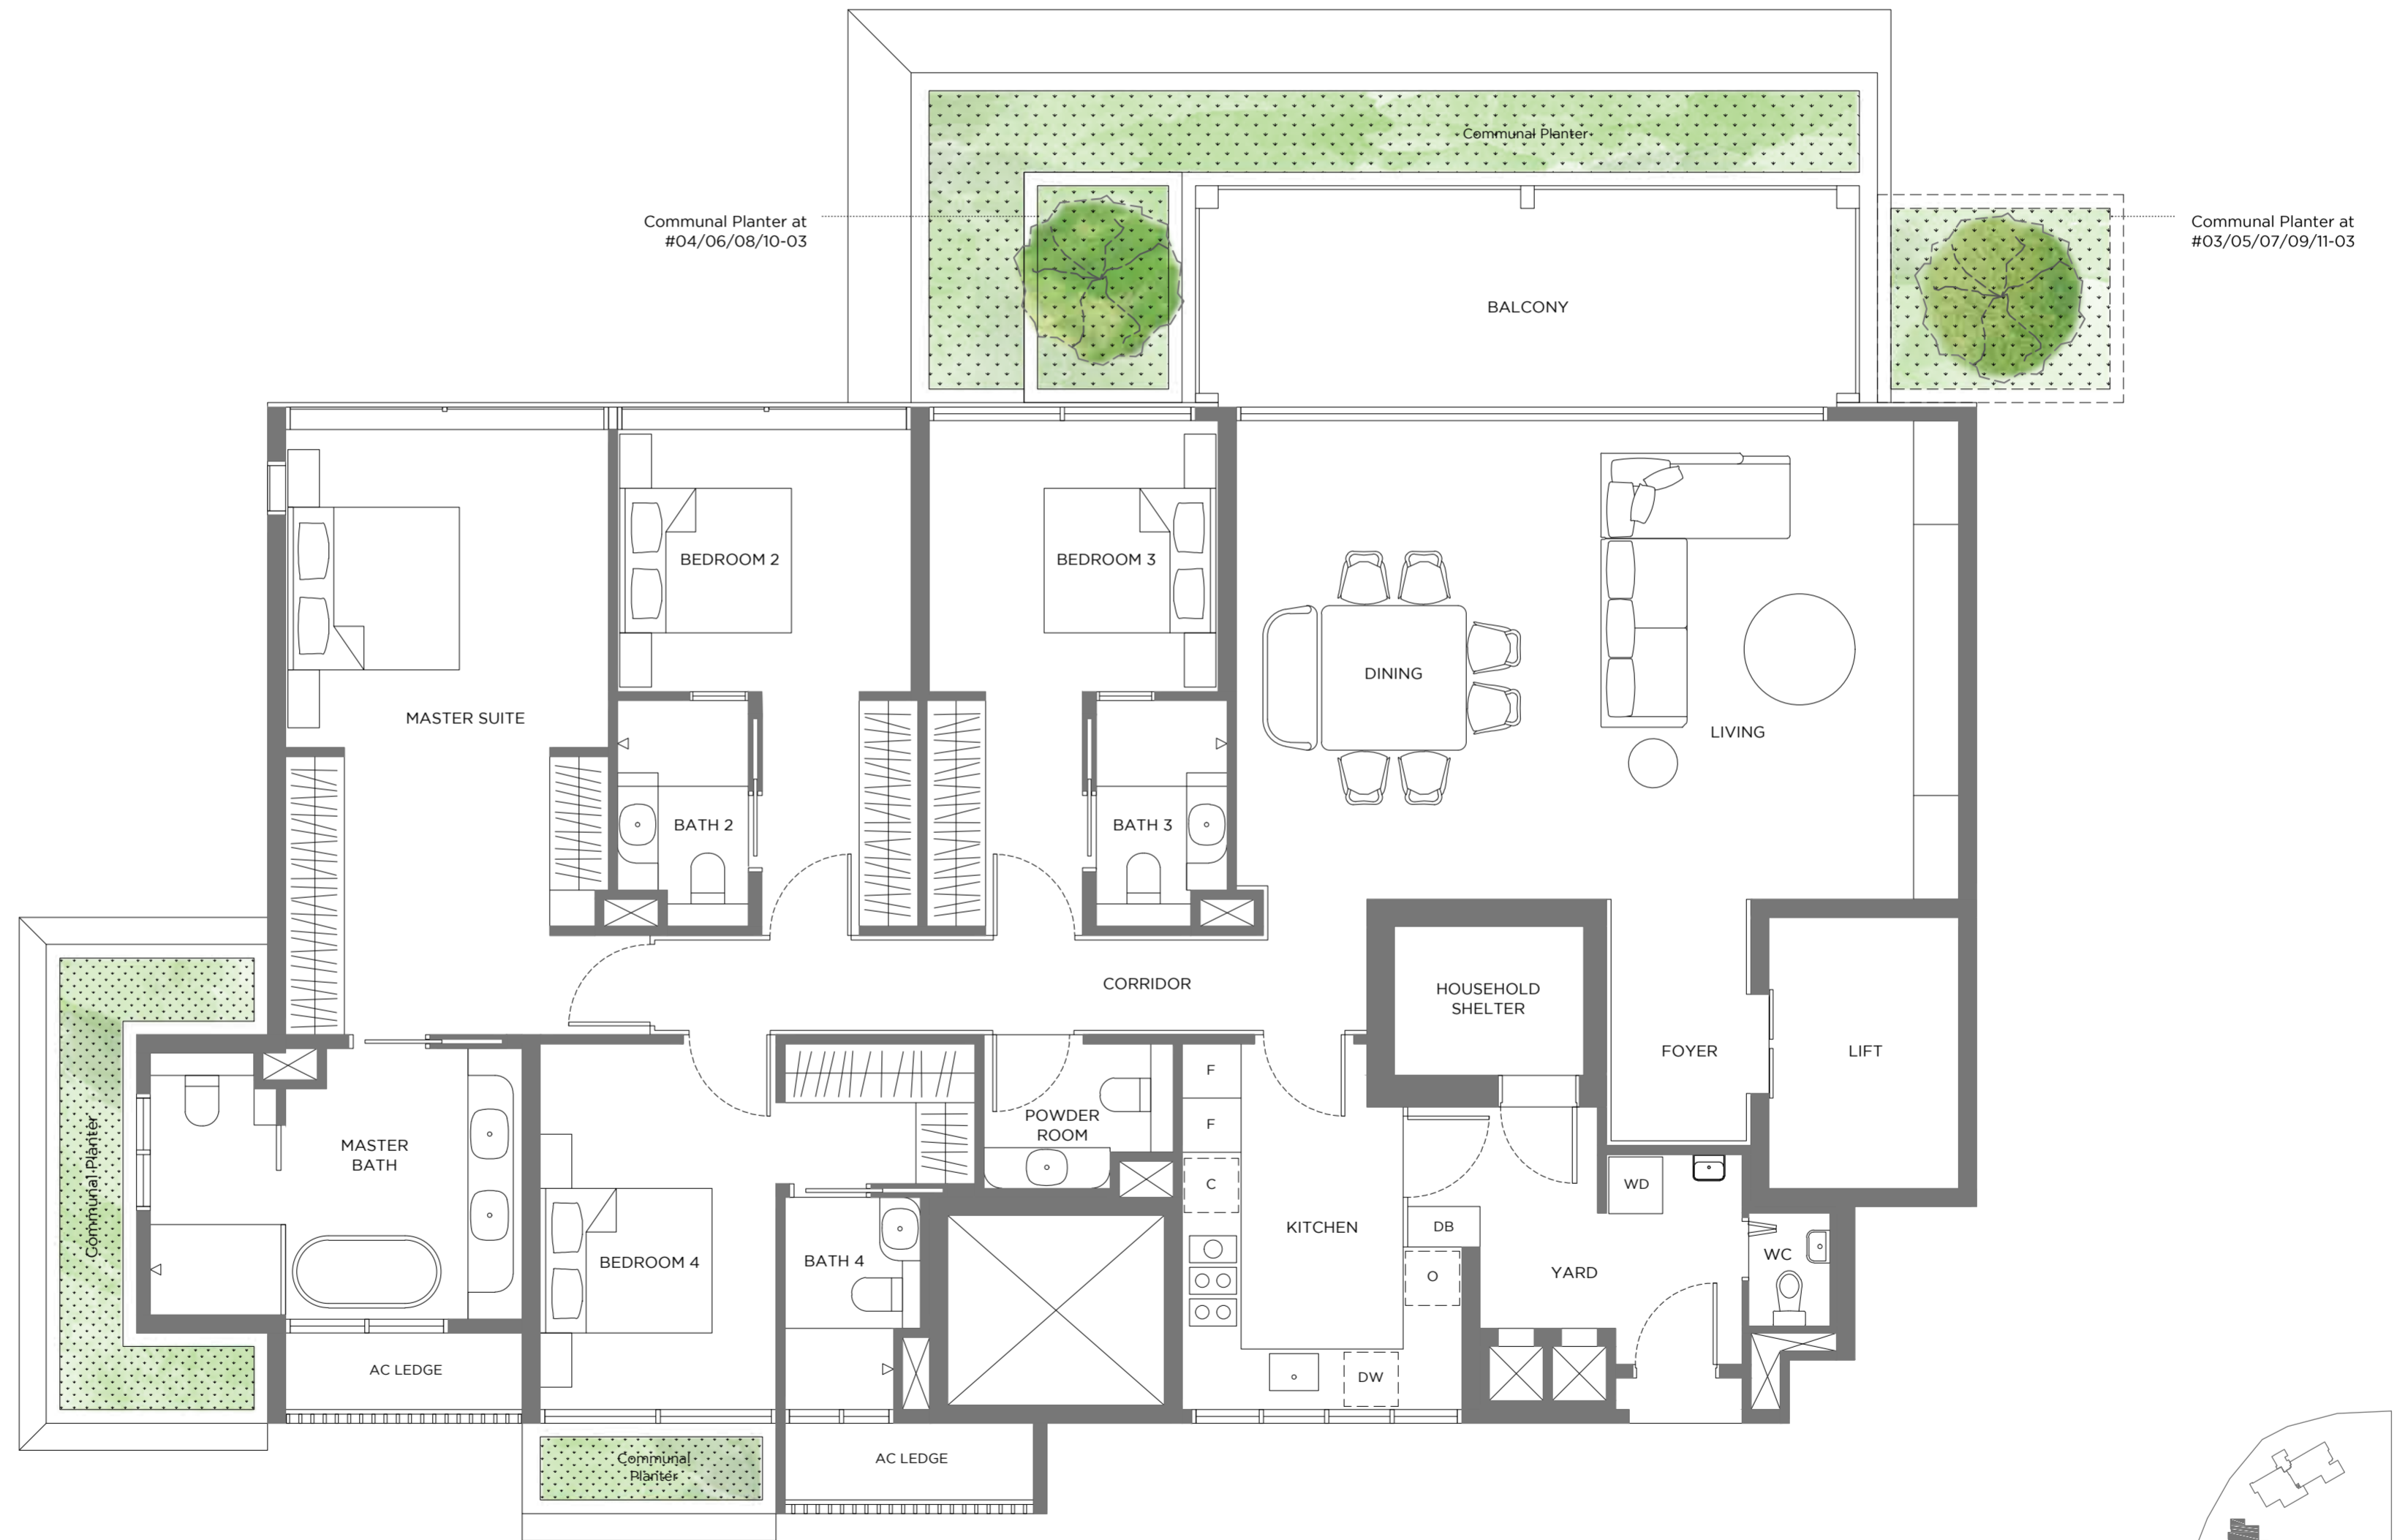 Communal Planter
Communal Planter at
#04/06/08/10-03
Communal Planter at
#03/05/07/09/11-03
BALCONY
BEDROOM 2
BEDROOM 3
DINING
MASTER SUITE
LIVING
BATH 2
BATH 3
CORRIDOR
HOUSEHOLD
SHELTER
FOYER
LIFT
F
POWDER
ROOM
F
MASTER
BATH
Communal Planter
C
WD
KITCHEN
DB
BEDROOM 4
BATH 4
YARD
WC
O
AC LEDGE
DW
Communal
Planter
AC LEDGE